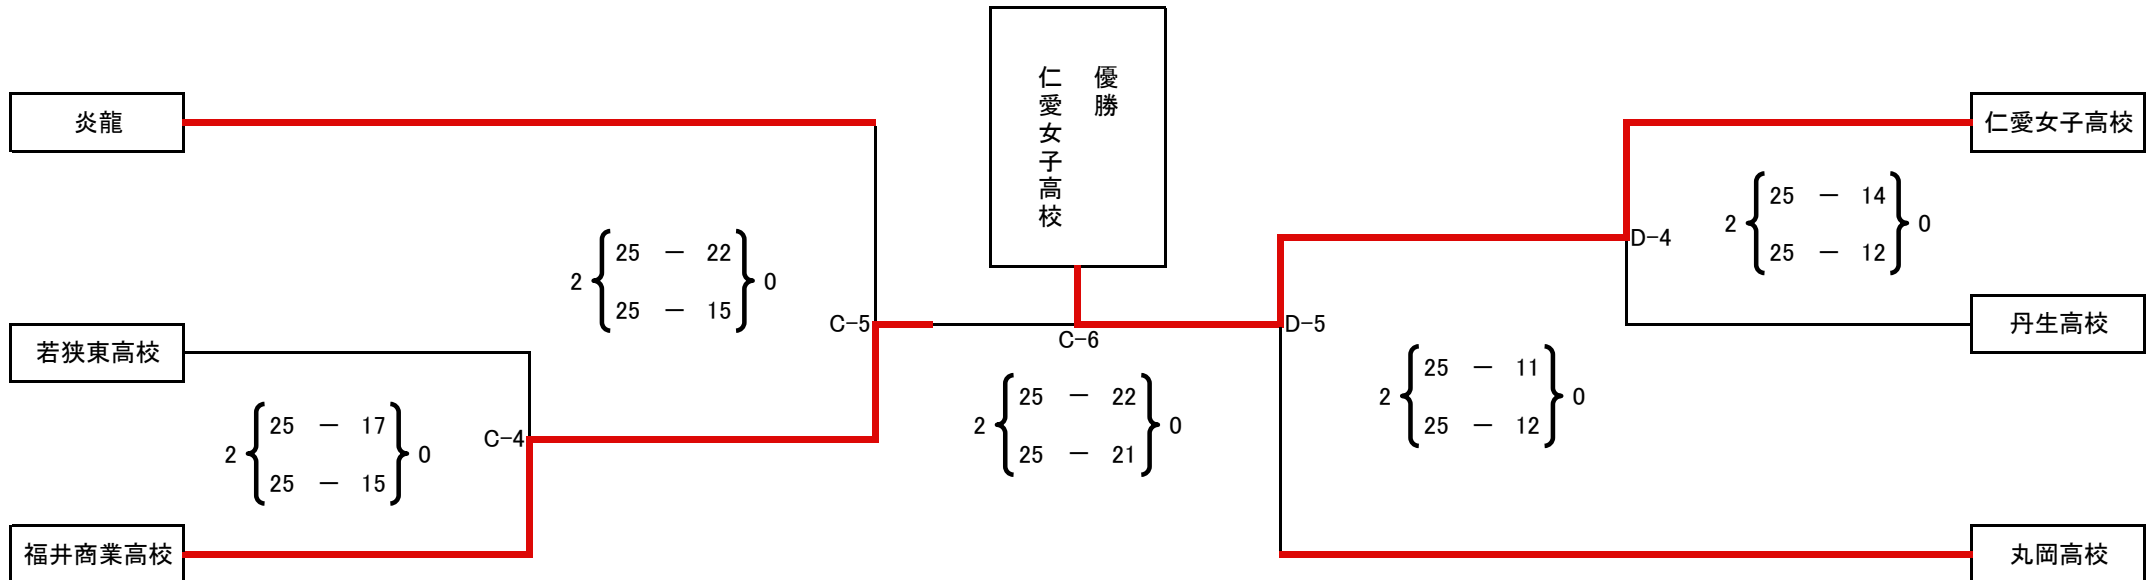 優勝
仁愛女子高校
炎龍
仁愛女子高校
25 － 14
2 0
D-4
25 － 12
25 － 22
2 0
25 － 15
C-5
D-5
丹生高校
C-6
若狭東高校
25 － 11
2 0
25 － 12
25 － 22
2 0
25 － 21
25 － 17
C-4
2 0
25 － 15
福井商業高校
丸岡高校